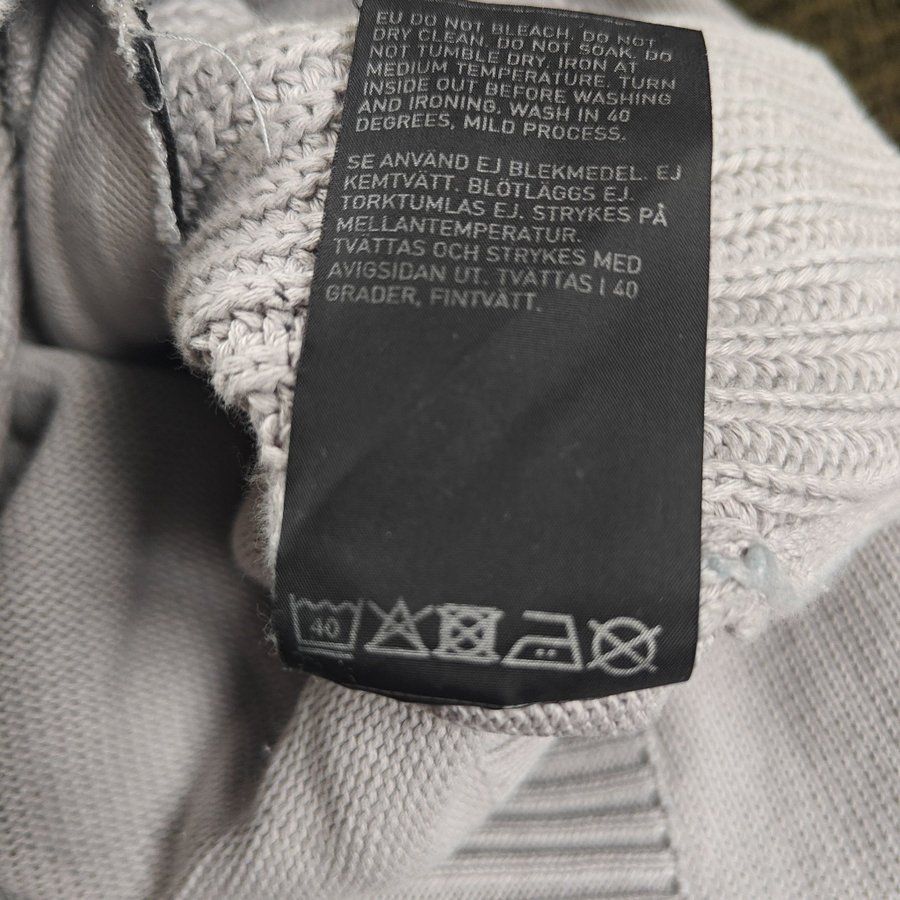 EU DO NOT BLEACH. DO NOT
DRY CLEAN. DO NOT SOAK. DO
NOT TUMBLE DRY. IRON AT
MEDIUM TEMPERATURE. TURN
INSIDE OUT BEFORE WASHING
AND IRONING. WASH IN 40
DEGREES, MILD PROCESS.
SE ANVÄND EJ BLEKMEDEL. EJ
KEMTVÄTT. BLÖTLÄGGS EJ.
TORKTUMLAS EJ. STRYKES PÅ
MELLANTEMPERATUR.
TVÄTTAS OCH STRYKES MED
AVIGSIDAN UT. TVÄTTAS I 40
GRADER, FINTVÄTT.
40